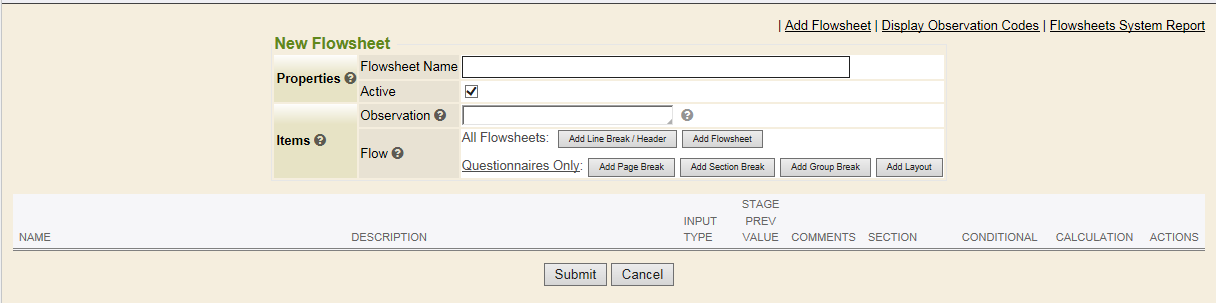 | Add Flowsheet | Display Observation Codes | Flowsheets System Report
New Flowsheet
Properties ? Flowsheet Name
Active
Items ? Observation ? ?
Flow ? All Flowsheets: Add Line Break / Header Add Flowsheet
Questionnaires Only: Add Page Break Add Section Break Add Group Break Add Layout
NAME DESCRIPTION INPUT TYPE STAGE PREV VALUE COMMENTS SECTION CONDITIONAL CALCULATION ACTIONS
Submit Cancel